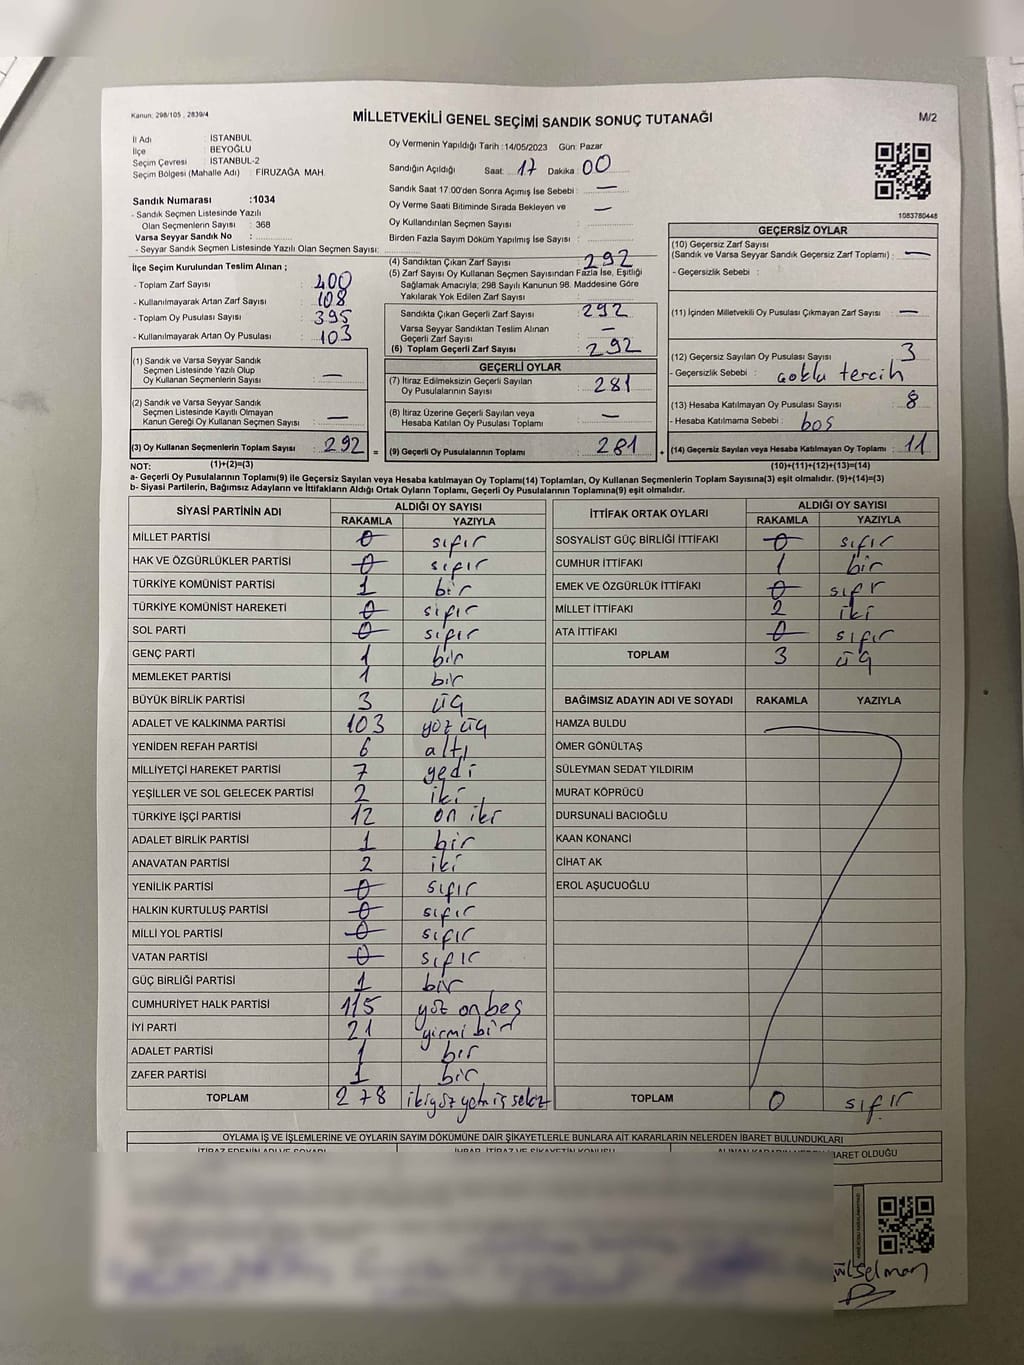 Kanun: 298/105 , 2839/4
MİLLETVEKİLİ GENEL SEÇİMİ SANDIK SONUÇ TUTANAĞI
M/2
İl Adı : İSTANBUL
İlçe : BEYOĞLU
Seçim Çevresi : İSTANBUL-2
Seçim Bölgesi (Mahalle Adı) : FİRUZAĞA MAH.
Sandık Numarası :1034
- Sandık Seçmen Listesinde Yazılı
Olan Seçmenlerin Sayısı : 368
Varsa Seyyar Sandık No :
- Seyyar Sandık Seçmen Listesinde Yazılı Olan Seçmen Sayısı:
Oy Vermenin Yapıldığı Tarih :14/05/2023 Gün: Pazar
Sandığın Açıldığı Saat: 17 Dakika: 00
Sandık Saat 17:00'den Sonra Açımış İse Sebebi : —
Oy Verme Saati Bitiminde Sırada Bekleyen ve —
Oy Kullandırılan Seçmen Sayısı :
Birden Fazla Sayım Döküm Yapılmış İse Sayısı :
1083780448
İlçe Seçim Kurulundan Teslim Alınan ;
- Toplam Zarf Sayısı : 400
- Kullanılmayarak Artan Zarf Sayısı : 108
- Toplam Oy Pusulası Sayısı : 395
- Kullanılmayarak Artan Oy Pusulası : 103
(1) Sandık ve Varsa Seyyar Sandık
Seçmen Listesinde Yazılı Olup : —
Oy Kullanan Seçmenlerin Sayısı
(2) Sandık ve Varsa Seyyar Sandık
Seçmen Listesinde Kayıtlı Olmayan
Kanun Gereği Oy Kullanan Seçmen Sayısı : —
(3) Oy Kullanan Seçmenlerin Toplam Sayısı : 292 =
(4) Sandıktan Çıkan Zarf Sayısı : 292
(5) Zarf Sayısı Oy Kullanan Seçmen Sayısından Fazla İse, Eşitliği
Sağlamak Amacıyla; 298 Sayılı Kanunun 98. Maddesine Göre
Yakılarak Yok Edilen Zarf Sayısı :
Sandıkta Çıkan Geçerli Zarf Sayısı : 292
Varsa Seyyar Sandıktan Teslim Alınan
Geçerli Zarf Sayısı : —
(6) Toplam Geçerli Zarf Sayısı : 292
GEÇERLİ OYLAR
(7) İtiraz Edilmeksizin Geçerli Sayılan
Oy Pusulalarının Sayısı : 281
(8) İtiraz Üzerine Geçerli Sayılan veya
Hesaba Katılan Oy Pusulası Toplamı : —
(9) Geçerli Oy Pusulalarının Toplamı : 281 +
GEÇERSİZ OYLAR
(10) Geçersiz Zarf Sayısı
(Sandık ve Varsa Seyyar Sandık Geçersiz Zarf Toplamı) : —
- Geçersizlik Sebebi :
(11) İçinden Milletvekili Oy Pusulası Çıkmayan Zarf Sayısı : —
(12) Geçersiz Sayılan Oy Pusulası Sayısı : 3
- Geçersizlik Sebebi : çoklu tercih
(13) Hesaba Katılmayan Oy Pusulası Sayısı : 8
- Hesaba Katılmama Sebebi : boş
(14) Geçersiz Sayılan veya Hesaba Katılmayan Oy Toplamı : 11
NOT: (1)+(2)=(3)
(10)+(11)+(12)+(13)=(14)
a- Geçerli Oy Pusulasının Toplamı(9) ile Geçersiz Sayılan veya Hesaba katılmayan Oy Toplamı(14) Toplamları, Oy Kullanan Seçmenlerin Toplam Sayısına(3) eşit olmalıdır. (9)+(14)=(3)
b- Siyasi Partilerin, Bağımsız Adayların ve İttifakların Aldığı Ortak Oyların Toplamı, Geçerli Oy Pusulalarının Toplamına(9) eşit olmalıdır.
SİYASİ PARTİNİN ADI
ALDIĞI OY SAYISI
RAKAMLA YAZIYLA
MİLLET PARTİSİ 0 sıfır
HAK VE ÖZGÜRLÜKLER PARTİSİ 0 sıfır
TÜRKİYE KOMÜNİST PARTİSİ 1 bir
TÜRKİYE KOMÜNİST HAREKETİ 0 sıfır
SOL PARTİ 0 sıfır
GENÇ PARTİ 1 bir
MEMLEKET PARTİSİ 1 bir
BÜYÜK BİRLİK PARTİSİ 3 üç
ADALET VE KALKINMA PARTİSİ 103 yüz üç
YENİDEN REFAH PARTİSİ 6 altı
MİLLİYETÇİ HAREKET PARTİSİ 7 yedi
YEŞİLLER VE SOL GELECEK PARTİSİ 2 iki
TÜRKİYE İŞÇİ PARTİSİ 12 on iki
ADALET BİRLİK PARTİSİ 1 bir
ANAVATAN PARTİSİ 2 iki
YENİLİK PARTİSİ 0 sıfır
HALKIN KURTULUŞ PARTİSİ 0 sıfır
MİLLİ YOL PARTİSİ 0 sıfır
VATAN PARTİSİ 0 sıfır
GÜÇ BİRLİĞİ PARTİSİ 1 bir
CUMHURİYET HALK PARTİSİ 115 yüz onbeş
İYİ PARTİ 21 yirmi bir
ADALET PARTİSİ 1 bir
ZAFER PARTİSİ 1 bir
TOPLAM 278 ikiyüz yetmiş sekiz
İTTİFAK ORTAK OYLARI
ALDIĞI OY SAYISI
RAKAMLA YAZIYLA
SOSYALİST GÜÇ BİRLİĞİ İTTİFAKI 0 sıfır
CUMHUR İTTİFAKI 1 bir
EMEK VE ÖZGÜRLÜK İTTİFAKI 0 sıfır
MİLLET İTTİFAKI 2 iki
ATA İTTİFAKI 0 sıfır
TOPLAM 3 üç
BAĞIMSIZ ADAYIN ADI VE SOYADI RAKAMLA YAZIYLA
HAMZA BULDU
ÖMER GÖNÜLTAŞ
SÜLEYMAN SEDAT YILDIRIM
MURAT KÖPRÜCÜ
DURSUNALİ BACIOĞLU
KAAN KONANCİ
CİHAT AK
EROL AŞUCUOĞLU
TOPLAM 0 sıfır
OYLAMA İŞ VE İŞLEMLERİNE VE OYLARIN SAYIM DÖKÜMÜNE DAİR ŞİKAYETLERLE BUNLARA AİT KARARLARIN NELERDEN İBARET BULUNDUKLARI
İTİRAZ EDENİN ADI VE SOYADI İHBAR, İTİRAZ VE ŞİKAYETİN KONUSU